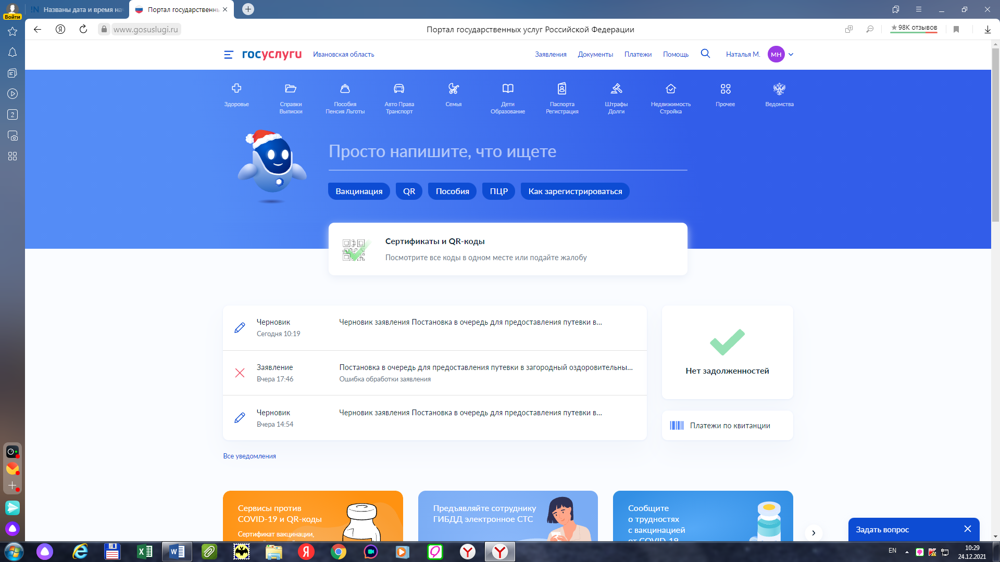 Войти
!N Названы дата и время на
Портал государственнь
www.gosuslugi.ru
Портал государственных услуг Российской Федерации
★98K отзывов
2
госуслуги
Ивановская область
Заявления
Документы
Платежи
Помощь
Наталья М.
МН
Здоровье
Справки
Выписки
Пособия
Пенсия Льготы
Авто Права
Транспорт
Семья
Дети
Образование
Паспорта
Регистрация
Штрафы
Долги
Недвижимость
Стройка
Прочее
Ведомства
Просто напишите, что ищете
Вакцинация
QR
Пособия
ПЦР
Как зарегистрироваться
Сертификаты и QR-коды
Посмотрите все коды в одном месте или подайте жалобу
Черновик
Сегодня 10:19
Черновик заявления Постановка в очередь для предоставления путевки в...
Заявление
Вчера 17:46
Постановка в очередь для предоставления путевки в загородный оздоровительны...
Ошибка обработки заявления
Черновик
Вчера 14:54
Черновик заявления Постановка в очередь для предоставления путевки в...
Нет задолженностей
Платежи по квитанции
Все уведомления
Сервисы против
COVID-19 и QR-коды
Сертификат вакцинации,
Предъявляйте сотруднику
ГИБДД электронное СТС
Сообщите
о трудностях
с вакцинацией
от COVID-19
Задать вопрос
EN
10:29
24.12.2021